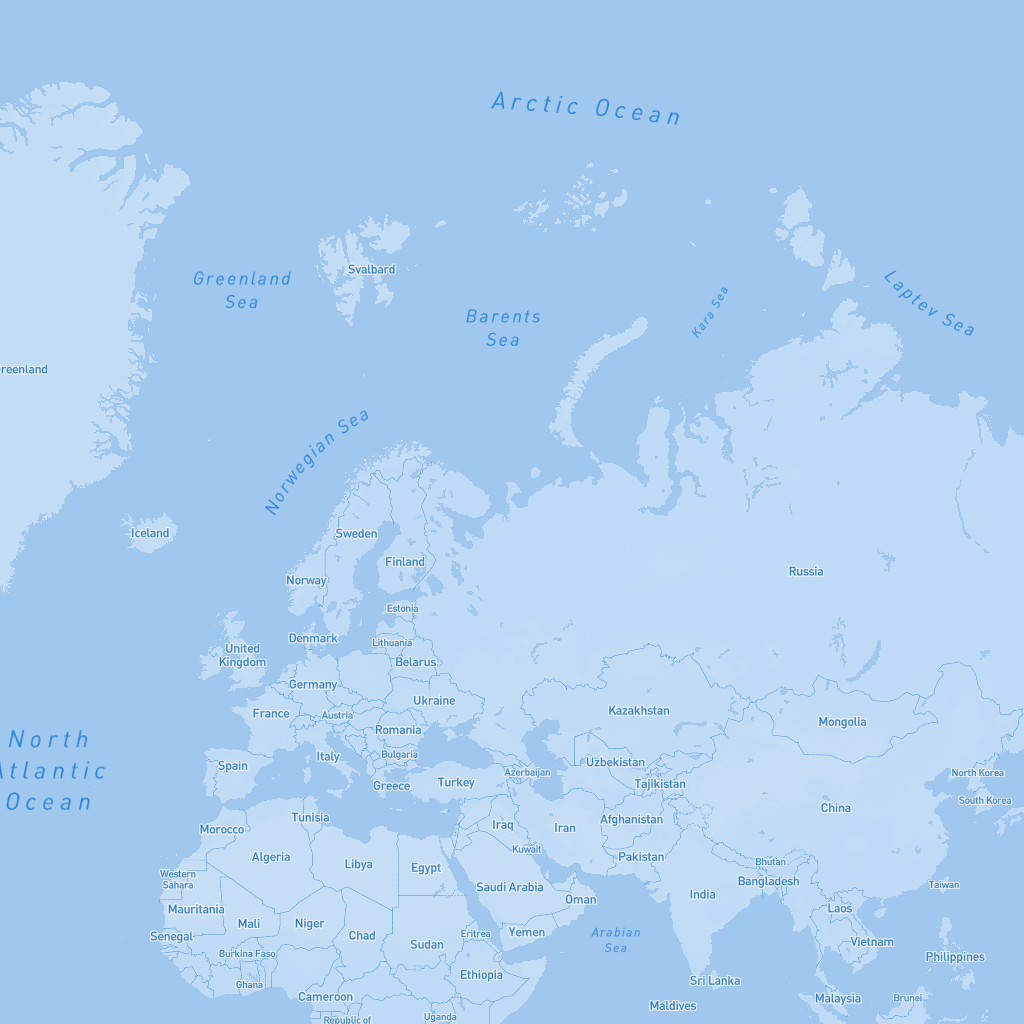 Arctic Ocean
Greenland
Sea
Svalbard
Barents
Sea
Kara Sea
Laptev Sea
reenland
Norwegian Sea
Iceland
Sweden
Finland
Norway
Russia
Estonia
Denmark
Lithuania
United
Kingdom
Belarus
Germany
Ukraine
France
Austria
Romania
Kazakhstan
Mongolia
North
Atlantic
Ocean
Spain
Italy
Bulgaria
Greece
Turkey
Azerbaijan
Uzbekistan
Tajikistan
North Korea
South Korea
China
Morocco
Tunisia
Iraq
Iran
Afghanistan
Kuwait
Pakistan
Algeria
Libya
Egypt
Western
Sahara
Saudi Arabia
Oman
India
Bhutan
Bangladesh
Taiwan
Mauritania
Mali
Niger
Chad
Sudan
Eritrea
Yemen
Arabian
Sea
Laos
Vietnam
Philippines
Senegal
Burkina Faso
Ghana
Cameroon
Ethiopia
Sri Lanka
Maldives
Malaysia
Brunei
Republic of
Uganda